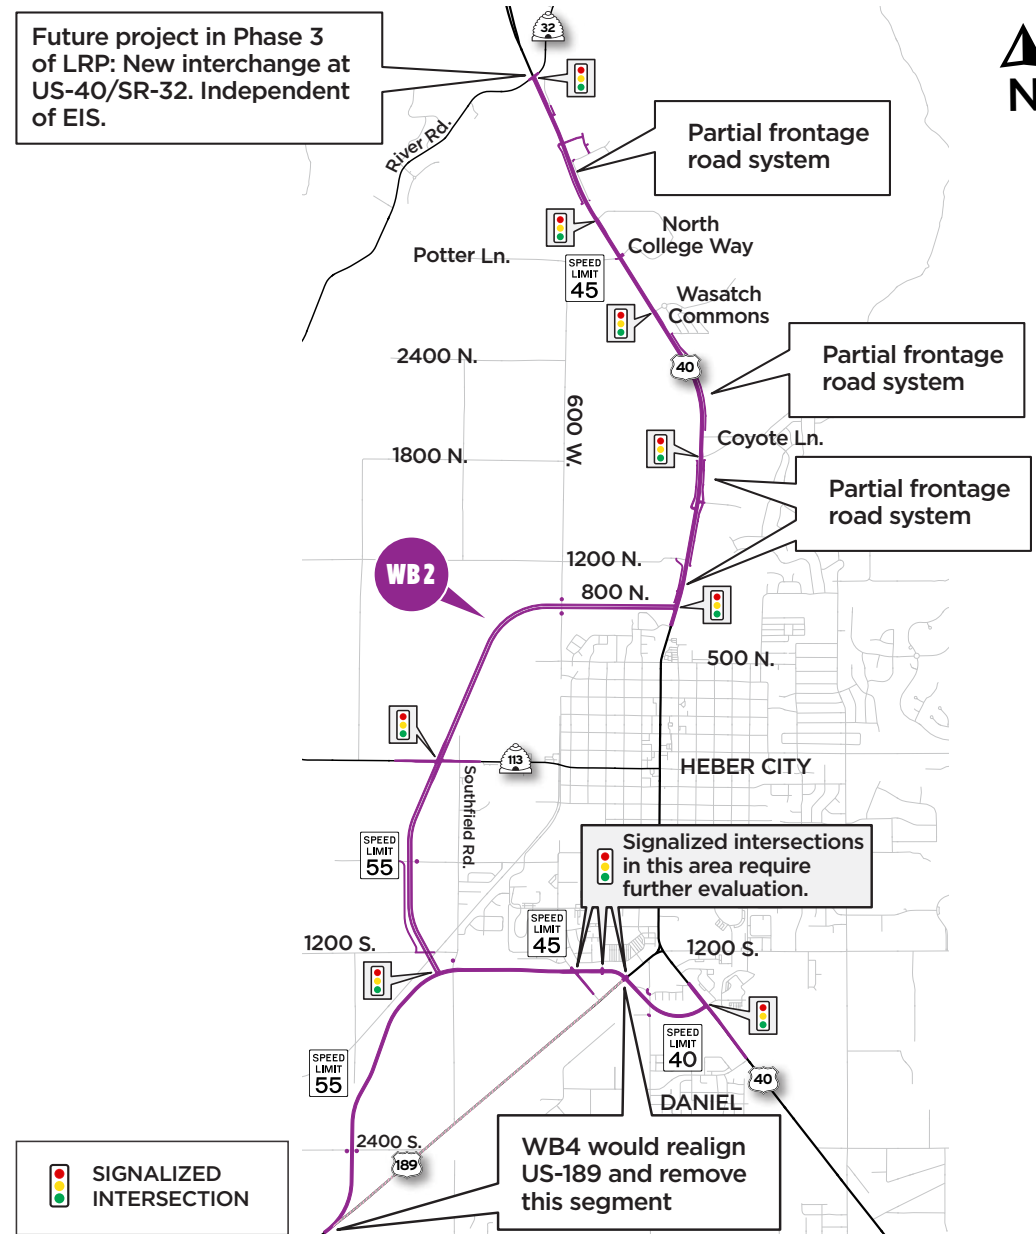 Future project in Phase 3
of LRP: New interchange at
US-40/SR-32. Independent
of EIS.
32
N
River Rd.
Partial frontage
road system
North
College Way
Potter Ln.
SPEED
LIMIT
45
Wasatch
Commons
2400 N.
40
Partial frontage
road system
600 W.
Coyote Ln.
1800 N.
Partial frontage
road system
1200 N.
WB2
800 N.
500 N.
113
HEBER CITY
Southfield Rd.
SPEED
LIMIT
55
Signalized intersections
in this area require
further evaluation.
SPEED
LIMIT
45
1200 S.
1200 S.
SPEED
LIMIT
40
SPEED
LIMIT
55
40
DANIEL
2400 S.
189
WB4 would realign
US-189 and remove
this segment
SIGNALIZED
INTERSECTION